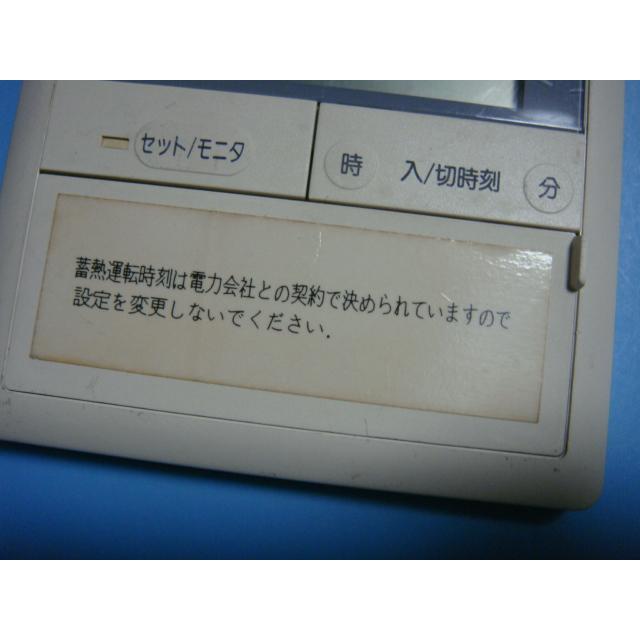 セット/モニタ
時 入/切時刻 分
蓄熱運転時刻は電力会社との契約で決められていますので
設定を変更しないでください.